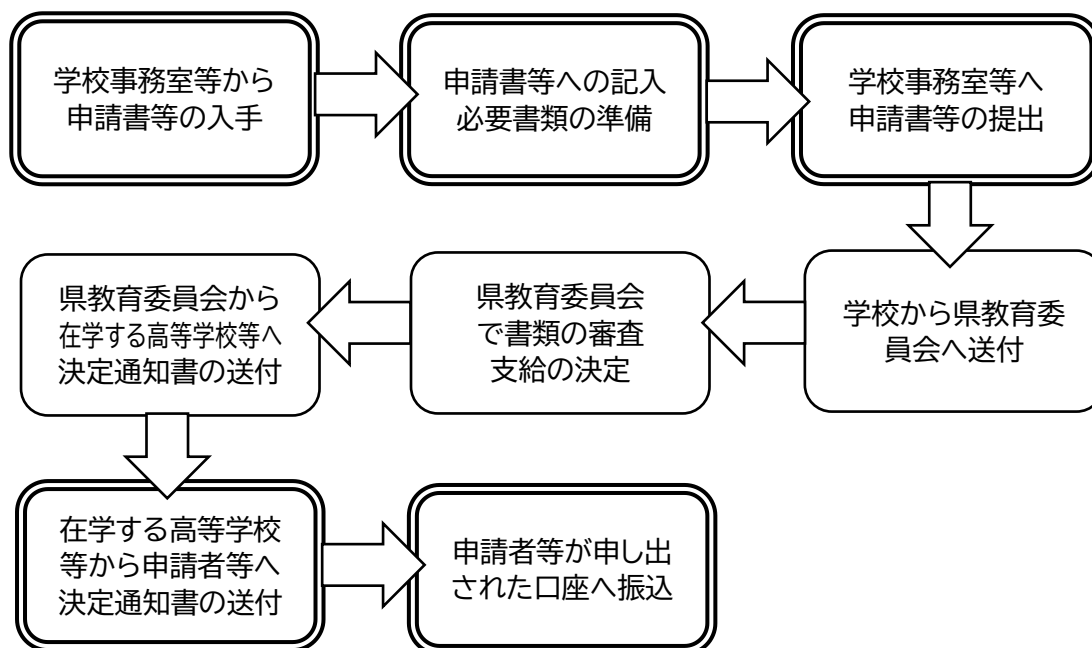 学校事務室等から
申請書等の入手
申請書等への記入
必要書類の準備
学校事務室等へ
申請書等の提出
学校から県教育委
員会へ送付
県教育委員会
で書類の審査
支給の決定
県教育委員会から
在学する高等学校等へ
決定通知書の送付
在学する高等学校
等から申請者等へ
決定通知書の送付
申請者等が申し出
された口座へ振込